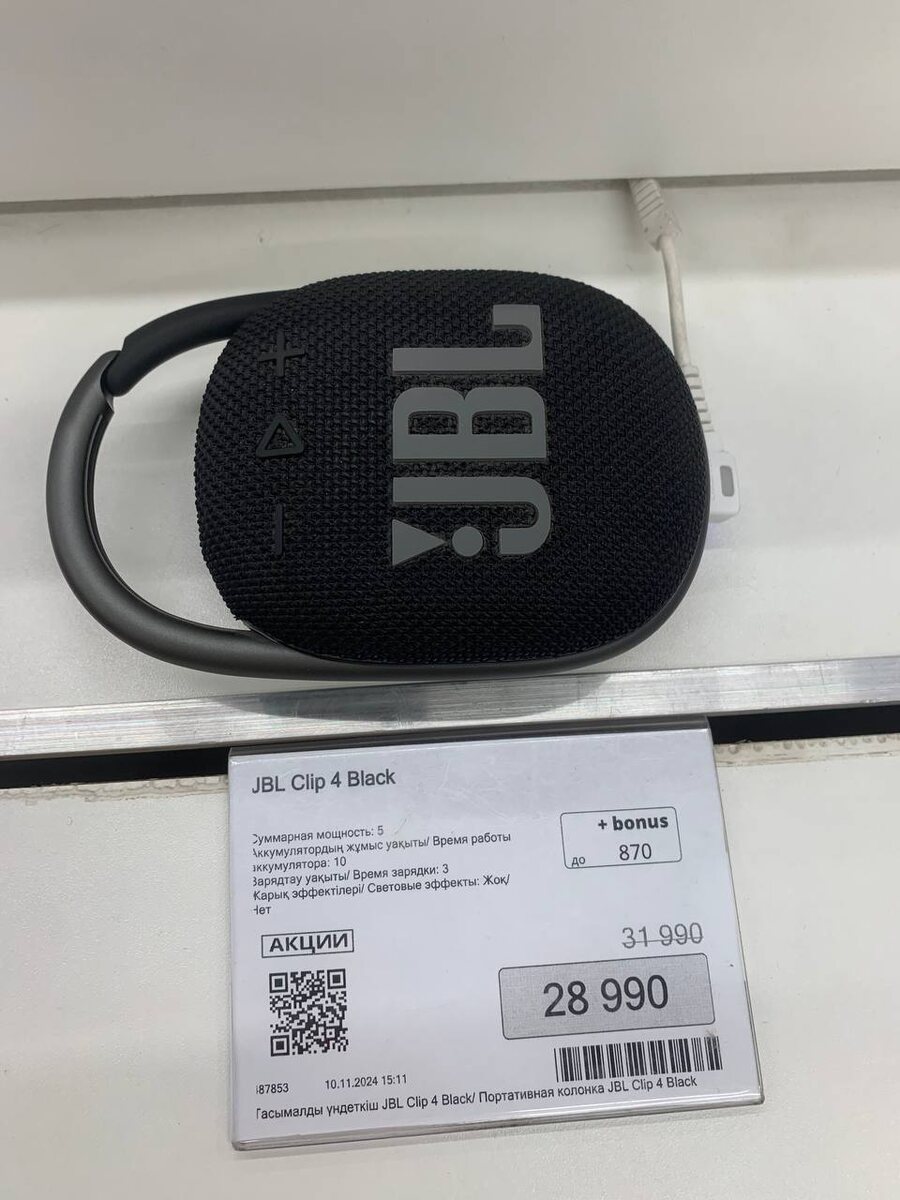 JBL
JBL Clip 4 Black
Суммарная мощность: 5
Аккумулятордың жұмыс уақыты/ Время работы
аккумулятора: 10
Зарядтау уақыты/ Время зарядки: 3
Жарық эффектілері/ Световые эффекты: Жоқ/
Нет
+ bonus
до 870
АКЦИИ
31 990
28 990
87853 10.11.2024 15:11
Тасымалды үндеткіш JBL Clip 4 Black/ Портативная колонка JBL Clip 4 Black